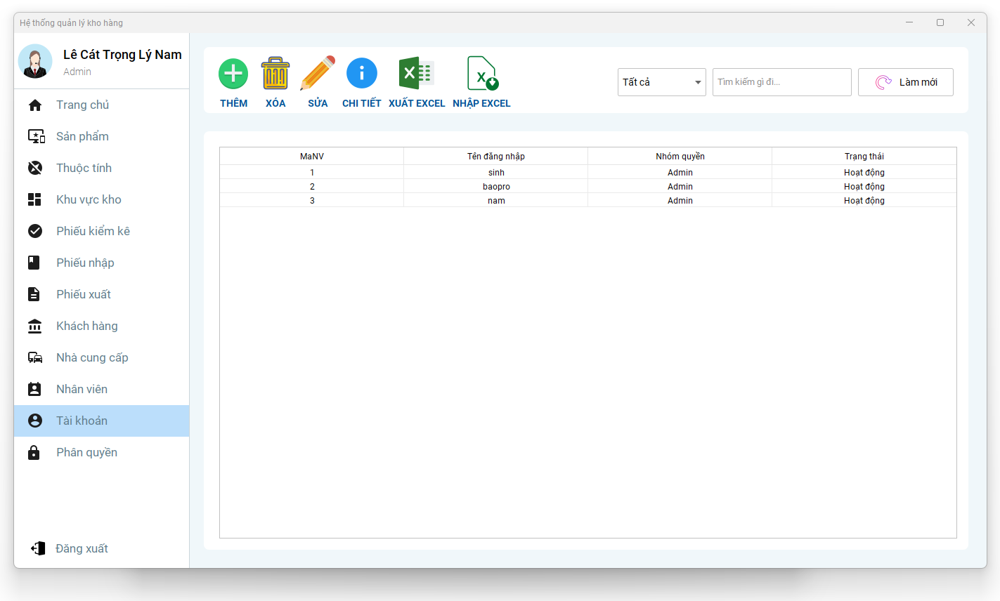 Hệ thống quản lý kho hàng
Lê Cát Trọng Lý Nam
Admin
Trang chủ
Sản phẩm
Thuộc tính
Khu vực kho
Phiếu kiểm kê
Phiếu nhập
Phiếu xuất
Khách hàng
Nhà cung cấp
Nhân viên
Tài khoản
Phân quyền
Đăng xuất
THÊM XÓA SỬA CHI TIẾT XUẤT EXCEL NHẬP EXCEL
Tất cả Tìm kiếm gì đi... Làm mới
MaNV Tên đăng nhập Nhóm quyền Trạng thái
1 sinh Admin Hoạt động
2 baopro Admin Hoạt động
3 nam Admin Hoạt động